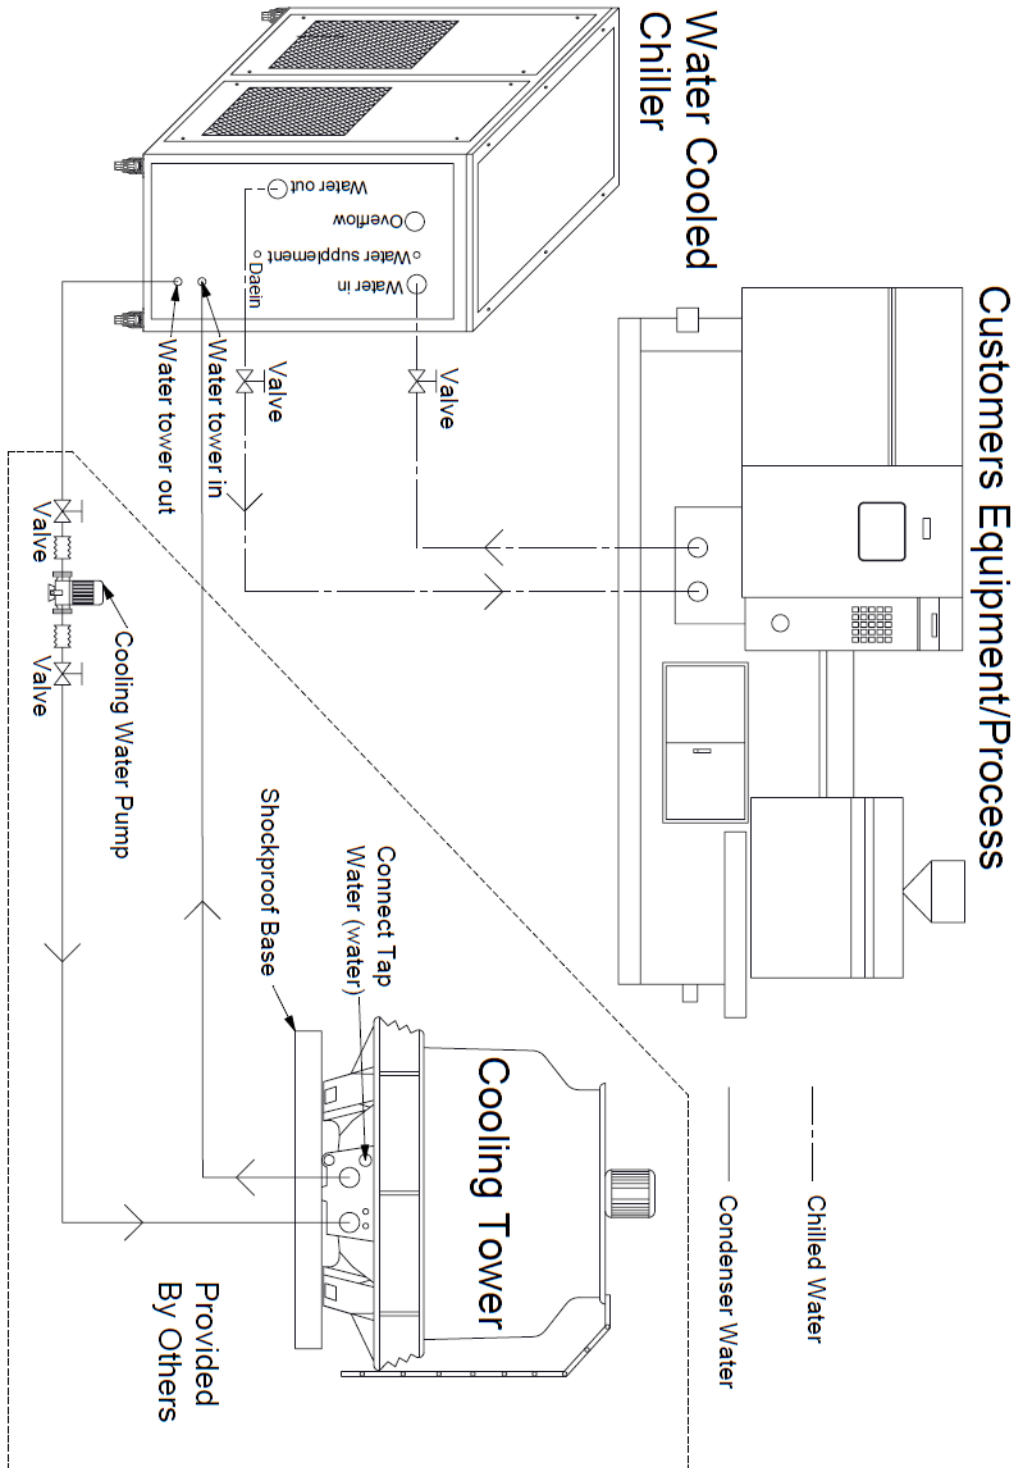 Customers Equipment/Process
Water Cooled
Chiller
Water out
Overflow
Water supplement
Daein
Water in
Valve
Valve
Water tower in
Water tower out
Valve
Valve
Cooling Water Pump
Shockproof Base
Connect Tap
Water (water)
Cooling Tower
Chilled Water
Condenser Water
Provided
By Others